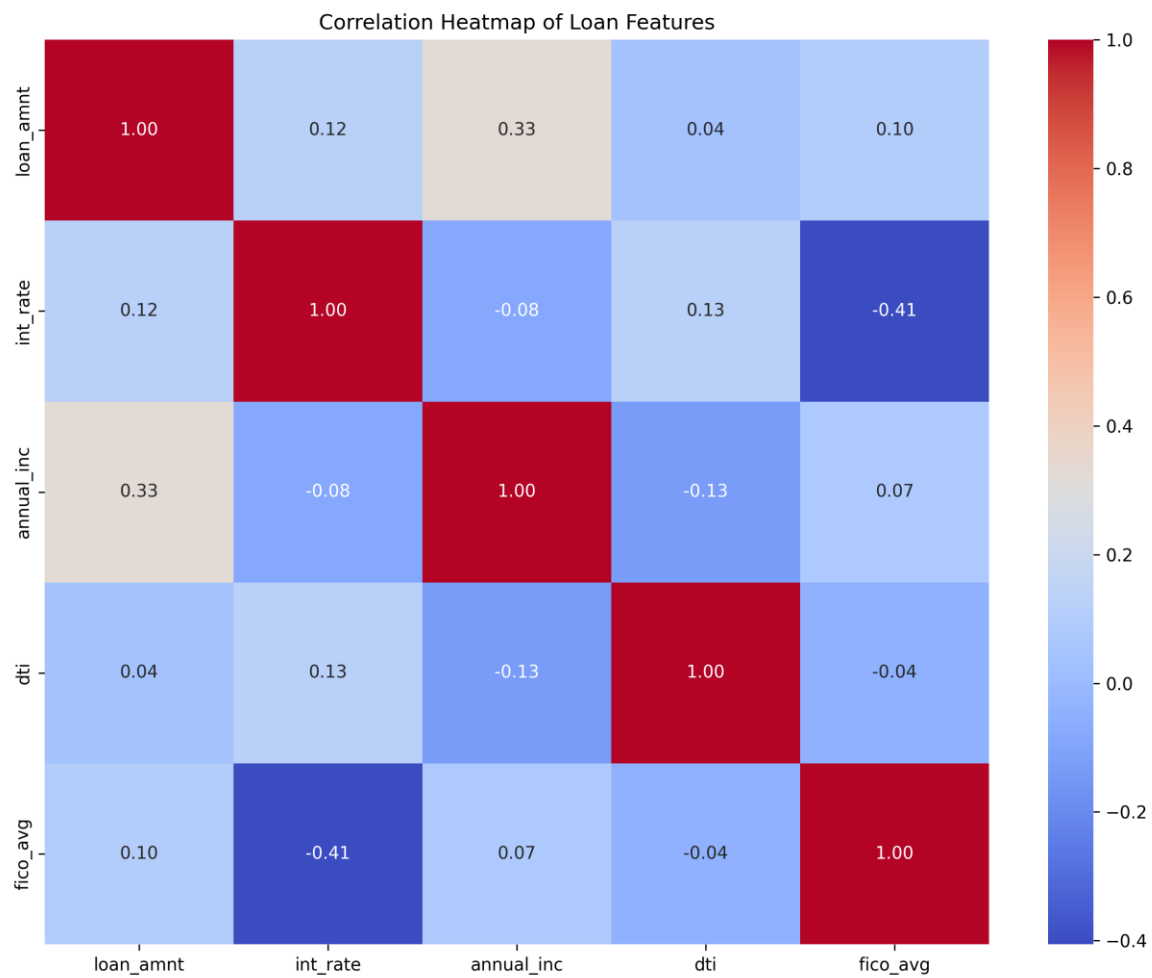 Correlation Heatmap of Loan Features
loan_amnt
1.00 0.12 0.33 0.04 0.10
int_rate
0.12 1.00 -0.08 0.13 -0.41
annual_inc
0.33 -0.08 1.00 -0.13 0.07
dti
0.04 0.13 -0.13 1.00 -0.04
fico_avg
0.10 -0.41 0.07 -0.04 1.00
loan_amnt int_rate annual_inc dti fico_avg
1.0
0.8
0.6
0.4
0.2
0.0
−0.2
−0.4